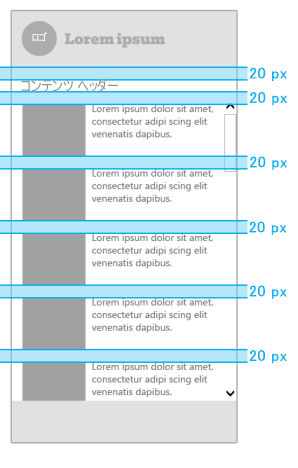 ロゴ Lorem ipsum
20 px
コンテンツ ヘッダー
20 px
Lorem ipsum dolor sit amet,
consectetur adipi scing elit
venenatis dapibus.
20 px
Lorem ipsum dolor sit amet,
consectetur adipi scing elit
venenatis dapibus.
20 px
Lorem ipsum dolor sit amet,
consectetur adipi scing elit
venenatis dapibus.
20 px
Lorem ipsum dolor sit amet,
consectetur adipi scing elit
venenatis dapibus.
20 px
Lorem ipsum dolor sit amet,
consectetur adipi scing elit
venenatis dapibus.